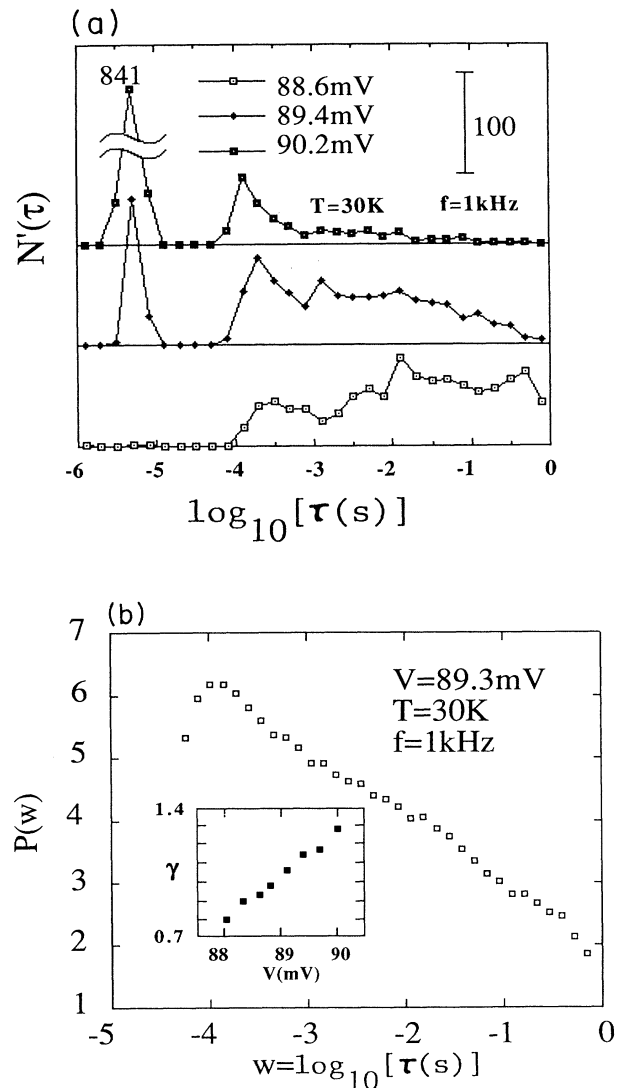 (a)
841
88.6mV
89.4mV
90.2mV
100
T=30K
f=1kHz
N'(τ)
-6 -5 -4 -3 -2 -1 0
log10[τ(s)]
(b)
7
6
5
4
3
2
1
P(w)
V=89.3mV
T=30K
f=1kHz
1.4
γ
0.7
88 89 90
V(mV)
-5 -4 -3 -2 -1 0
w=log10[τ(s)]